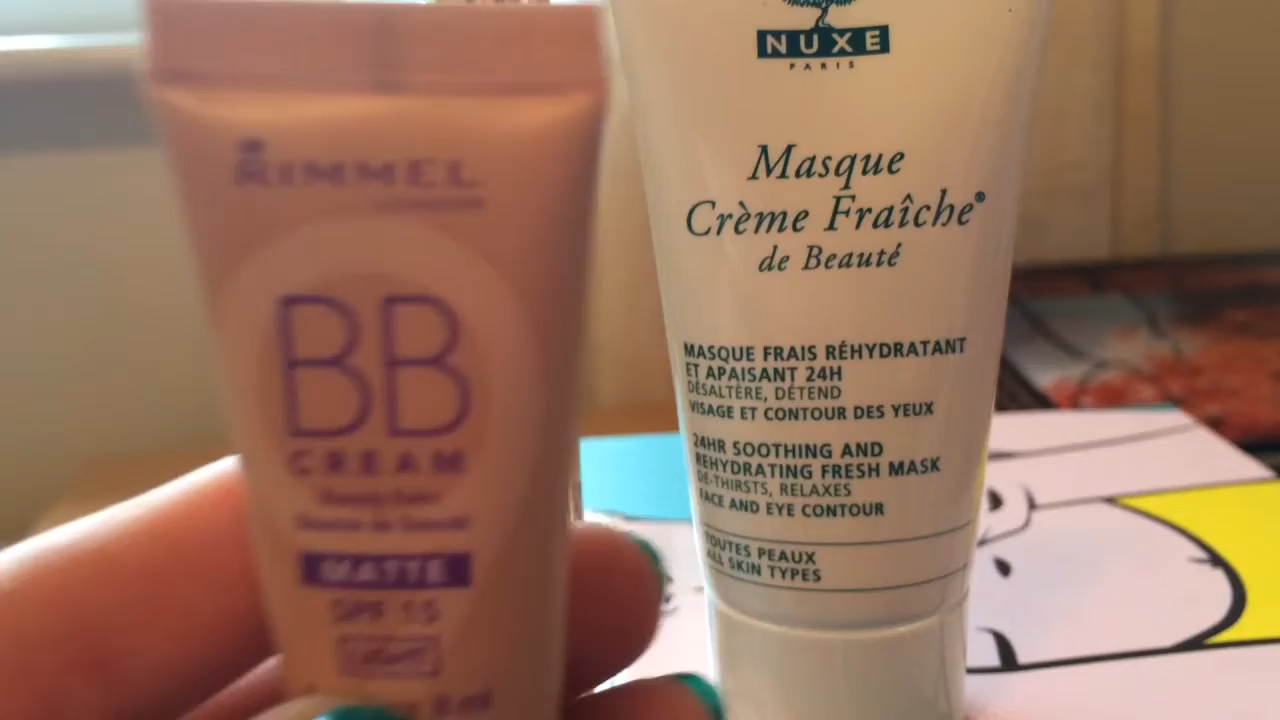 RIMMEL
BB
CREAM
MATTE
SPF 15
8 ml
NUXE
PARIS
Masque
Crème Fraîche®
de Beauté
MASQUE FRAIS RÉHYDRATANT
ET APAISANT 24H
DÉSALTÈRE, DÉTEND
VISAGE ET CONTOUR DES YEUX
24HR SOOTHING AND
REHYDRATING FRESH MASK
DE-THIRSTS, RELAXES
FACE AND EYE CONTOUR
TOUTES PEAUX
ALL SKIN TYPES